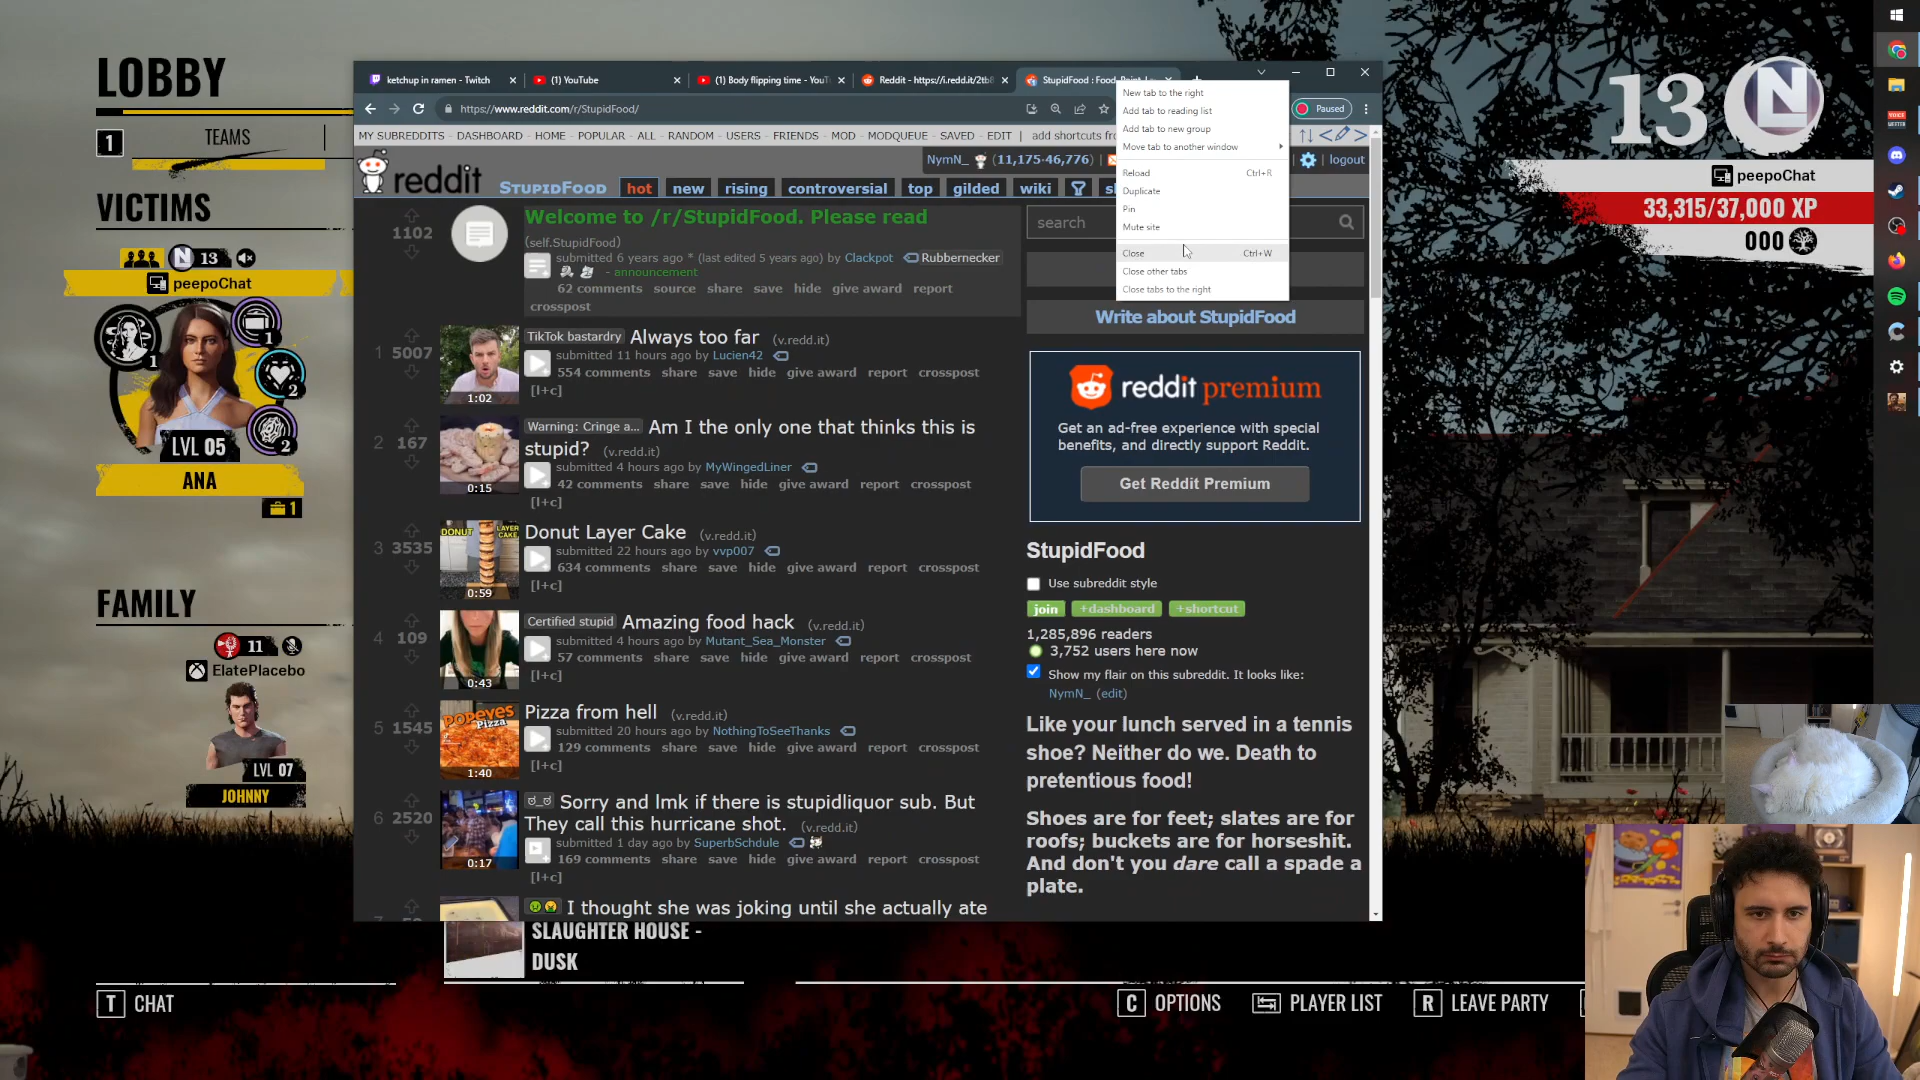 LOBBY
1
TEAMS
VICTIMS
13
peepoChat
1
1
2
2
LVL 05
ANA
1
FAMILY
11
ElatePlacebo
LVL 07
JOHNNY
T CHAT
ketchup in ramen - Twitch
(1) YouTube
(1) Body flipping time - YouT
Reddit - https://i.redd.it/2tb8
StupidFood : Food, Point, La
https://www.reddit.com/r/StupidFood/
Paused
MY SUBREDDITS - DASHBOARD - HOME - POPULAR - ALL - RANDOM - USERS - FRIENDS - MOD - MODQUEUE - SAVED - EDIT | add shortcuts fro
NymN_ (11,175·46,776)
logout
reddit STUPIDFOOD hot new rising controversial top gilded wiki
New tab to the right
Add tab to reading list
Add tab to new group
Move tab to another window
Reload Ctrl+R
Duplicate
Pin
Mute site
Close Ctrl+W
Close other tabs
Close tabs to the right
1102
Welcome to /r/StupidFood. Please read
(self.StupidFood)
submitted 6 years ago * (last edited 5 years ago) by Clackpot Rubbernecker
- announcement
62 comments source share save hide give award report
crosspost
1 5007
TikTok bastardry Always too far (v.redd.it)
submitted 11 hours ago by Lucien42
554 comments share save hide give award report crosspost
[l+c]
1:02
2 167
Warning: Cringe a... Am I the only one that thinks this is
stupid? (v.redd.it)
submitted 4 hours ago by MyWingedLiner
42 comments share save hide give award report crosspost
[l+c]
0:15
3 3535
DONUT LAYER CAKE
Donut Layer Cake (v.redd.it)
submitted 22 hours ago by vvp007
634 comments share save hide give award report crosspost
[l+c]
0:59
4 109
Certified stupid Amazing food hack (v.redd.it)
submitted 4 hours ago by Mutant_Sea_Monster
57 comments share save hide give award report crosspost
[l+c]
0:43
5 1545
POPEYES
Pizza
Pizza from hell (v.redd.it)
submitted 20 hours ago by NothingToSeeThanks
129 comments share save hide give award report crosspost
[l+c]
1:40
6 2520
ಠ_ಠ Sorry and lmk if there is stupidliquor sub. But
They call this hurricane shot. (v.redd.it)
submitted 1 day ago by SuperbSchdule
169 comments share save hide give award report crosspost
[l+c]
0:17
I thought she was joking until she actually ate
search
Write about StupidFood
reddit premium
Get an ad-free experience with special
benefits, and directly support Reddit.
Get Reddit Premium
StupidFood
Use subreddit style
join +dashboard +shortcut
1,285,896 readers
3,752 users here now
Show my flair on this subreddit. It looks like:
NymN_ (edit)
Like your lunch served in a tennis
shoe? Neither do we. Death to
pretentious food!
Shoes are for feet; slates are for
roofs; buckets are for horseshit.
And don't you dare call a spade a
plate.
SLAUGHTER HOUSE -
DUSK
C OPTIONS
PLAYER LIST
R LEAVE PARTY
13
N
peepoChat
33,315/37,000 XP
000